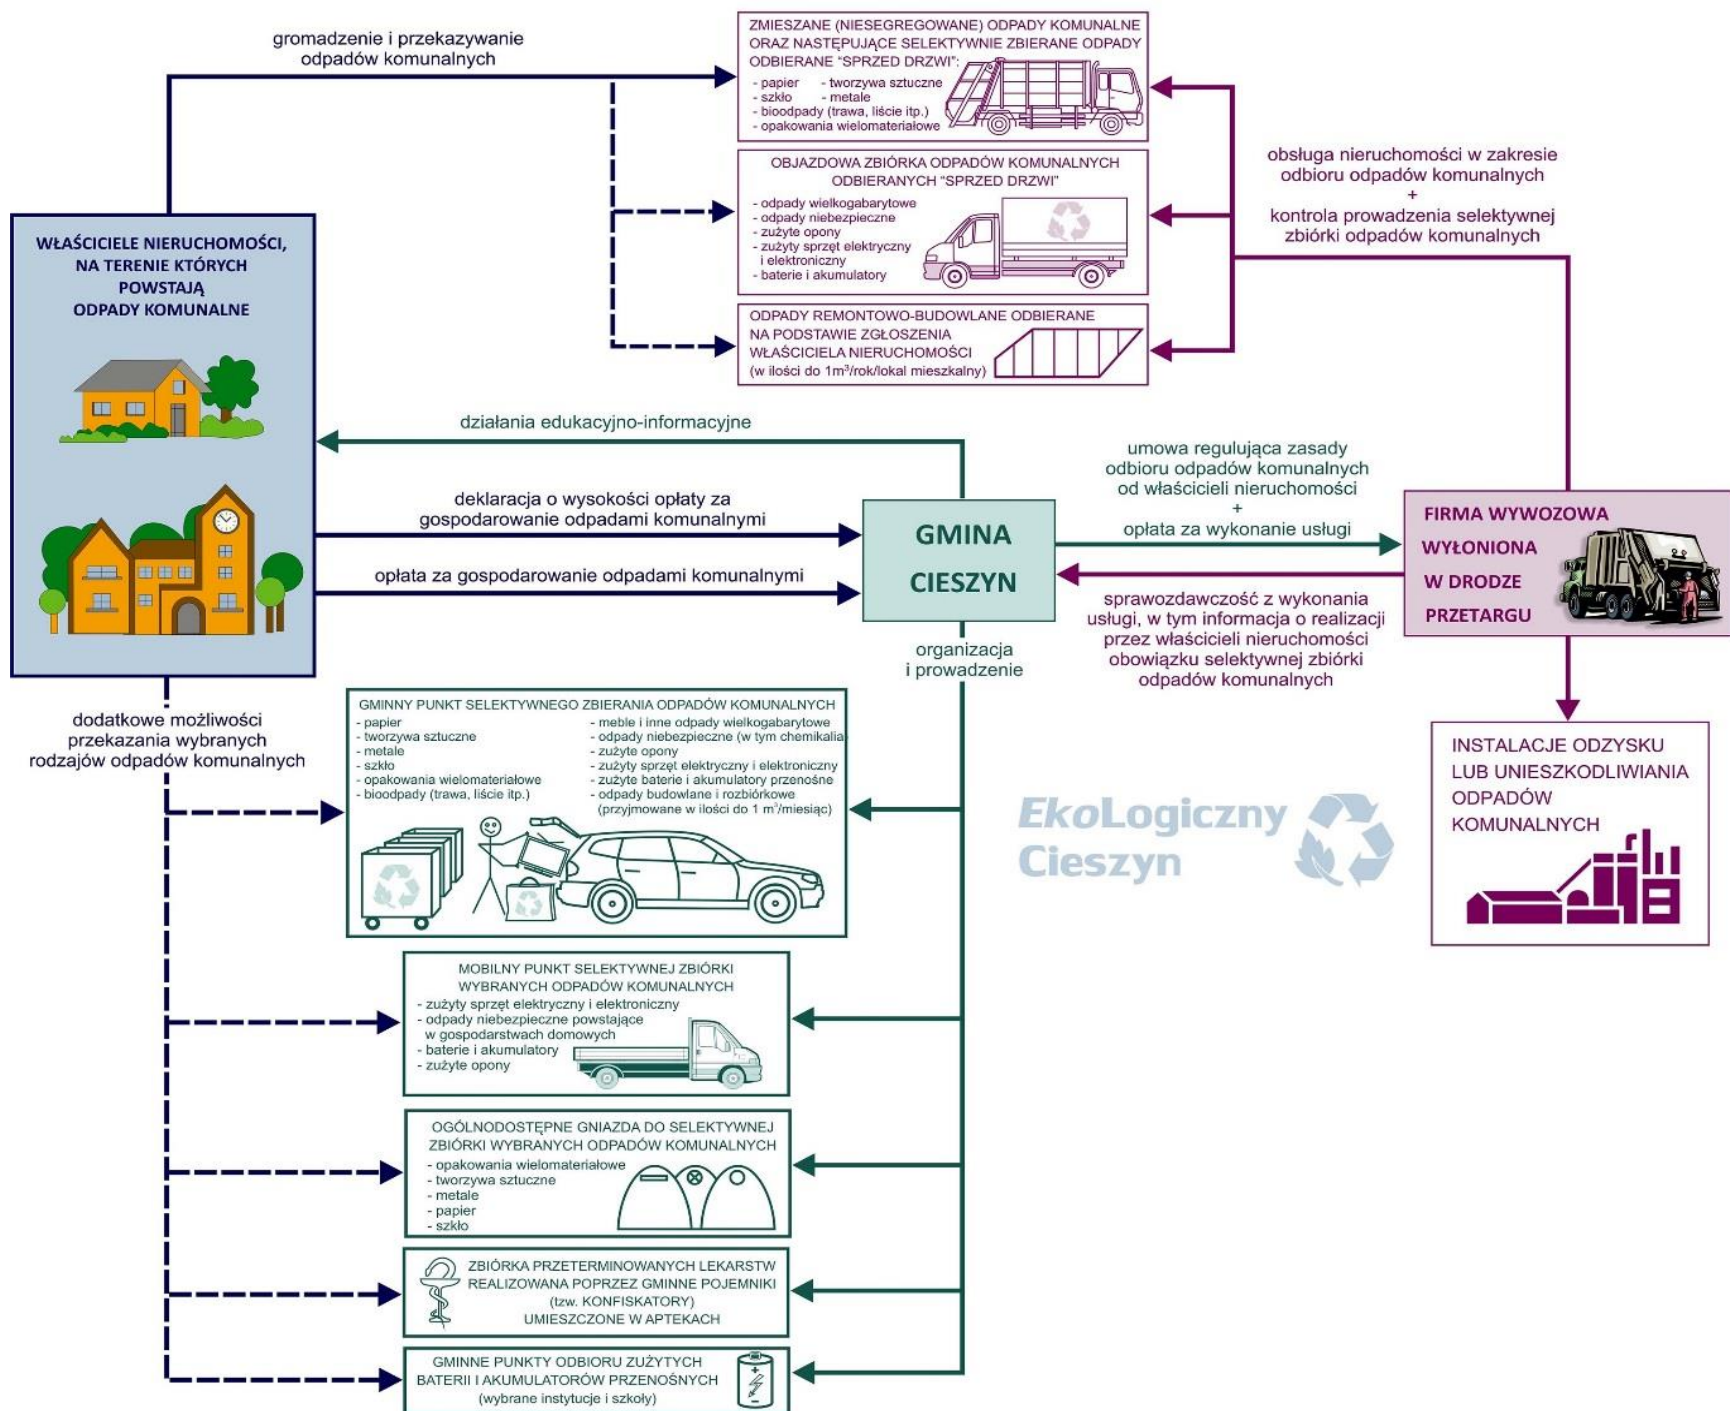 gromadzenie i przekazywanie
odpadów komunalnych
ZMIESZANE (NIESEGREGOWANE) ODPADY KOMUNALNE
ORAZ NASTĘPUJĄCE SELEKTYWNIE ZBIERANE ODPADY
ODBIERANE "SPRZED DRZWI":
- papier - tworzywa sztuczne
- szkło - metale
- bioodpady (trawa, liście itp.)
- opakowania wielomateriałowe
OBJAZDOWA ZBIÓRKA ODPADÓW KOMUNALNYCH
ODBIERANYCH "SPRZED DRZWI"
- odpady wielkogabarytowe
- odpady niebezpieczne
- zużyte opony
- zużyty sprzęt elektryczny
i elektroniczny
- baterie i akumulatory
ODPADY REMONTOWO-BUDOWLANE ODBIERANE
NA PODSTAWIE ZGŁOSZENIA
WŁAŚCICIELA NIERUCHOMOŚCI
(w ilości do 1m³/rok/lokal mieszkalny)
obsługa nieruchomości w zakresie
odbioru odpadów komunalnych
+
kontrola prowadzenia selektywnej
zbiórki odpadów komunalnych
WŁAŚCICIELE NIERUCHOMOŚCI,
NA TERENIE KTÓRYCH
POWSTAJĄ
ODPADY KOMUNALNE
działania edukacyjno-informacyjne
deklaracja o wysokości opłaty za
gospodarowanie odpadami komunalnymi
opłata za gospodarowanie odpadami komunalnymi
GMINA
CIESZYN
umowa regulująca zasady
odbioru odpadów komunalnych
od właścicieli nieruchomości
+
opłata za wykonanie usługi
sprawozdawczość z wykonania
usługi, w tym informacja o realizacji
przez właścicieli nieruchomości
obowiązku selektywnej zbiórki
odpadów komunalnych
FIRMA WYWOZOWA
WYŁONIONA
W DRODZE
PRZETARGU
organizacja
i prowadzenie
dodatkowe możliwości
przekazania wybranych
rodzajów odpadów komunalnych
GMINNY PUNKT SELEKTYWNEGO ZBIERANIA ODPADÓW KOMUNALNYCH
- papier
- tworzywa sztuczne
- metale
- szkło
- opakowania wielomateriałowe
- bioodpady (trawa, liście itp.)
- meble i inne odpady wielkogabarytowe
- odpady niebezpieczne (w tym chemikalia
- zużyte opony
- zużyty sprzęt elektryczny i elektroniczny
- zużyte baterie i akumulatory przenośne
- odpady budowlane i rozbiórkowe
(przyjmowane w ilości do 1 m³/miesiąc)
EkoLogiczny
Cieszyn
INSTALACJE ODZYSKU
LUB UNIESZKODLIWIANIA
ODPADÓW
KOMUNALNYCH
MOBILNY PUNKT SELEKTYWNEJ ZBIÓRKI
WYBRANYCH ODPADÓW KOMUNALNYCH
- zużyty sprzęt elektryczny i elektroniczny
- odpady niebezpieczne powstające
w gospodarstwach domowych
- baterie i akumulatory
- zużyte opony
OGÓLNODOSTĘPNE GNIAZDA DO SELEKTYWNEJ
ZBIÓRKI WYBRANYCH ODPADÓW KOMUNALNYCH
- opakowania wielomateriałowe
- tworzywa sztuczne
- metale
- papier
- szkło
ZBIÓRKA PRZETERMINOWANYCH LEKARSTW
REALIZOWANA POPRZEZ GMINNE POJEMNIKI
(tzw. KONFISKATORY)
UMIESZCZONE W APTEKACH
GMINNE PUNKTY ODBIORU ZUŻYTYCH
BATERII I AKUMULATORÓW PRZENOŚNYCH
(wybrane instytucje i szkoły)